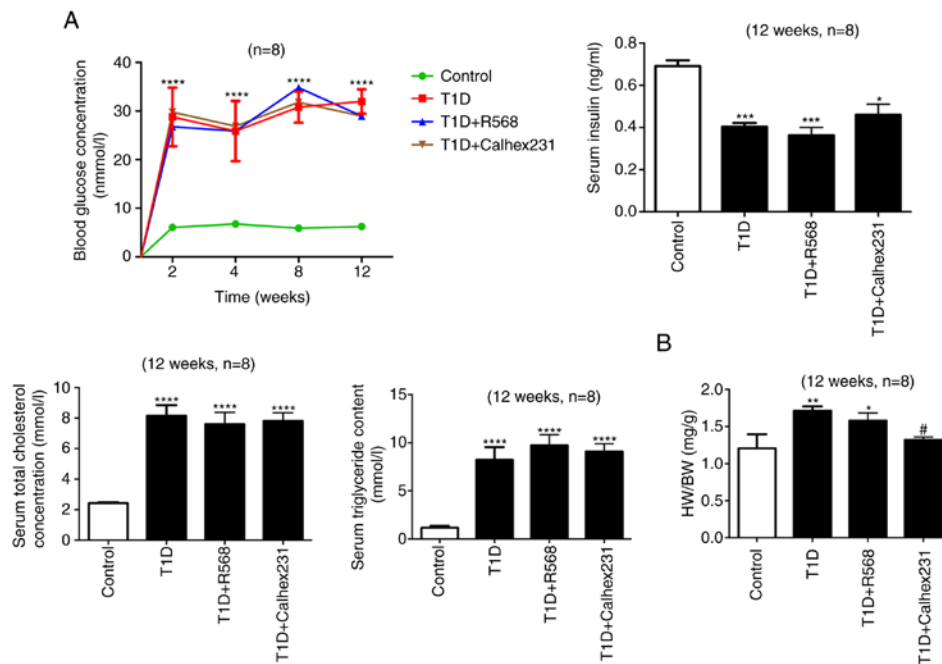 A
(n=8)
Blood glucose concentration
(nmmol/l)
40
30
20
10
0
**** **** **** ****
2 4 8 12
Time (weeks)
Control
T1D
T1D+R568
T1D+Calhex231
(12 weeks, n=8)
Serum insulin (ng/ml)
0.8
0.6
0.4
0.2
0.0
*** *** *
Control
T1D
T1D+R568
T1D+Calhex231
(12 weeks, n=8)
Serum total cholesterol
concentration (mmol/l)
10
8
6
4
2
0
**** **** ****
Control
T1D
T1D+R568
T1D+Calhex231
(12 weeks, n=8)
Serum triglyceride content
(mmol/l)
15
10
5
0
**** **** ****
Control
T1D
T1D+R568
T1D+Calhex231
B
(12 weeks, n=8)
HW/BW (mg/g)
2.0
1.5
1.0
1.5
0.0
** * #
Control
T1D
T1D+R568
T1D+Calhex231